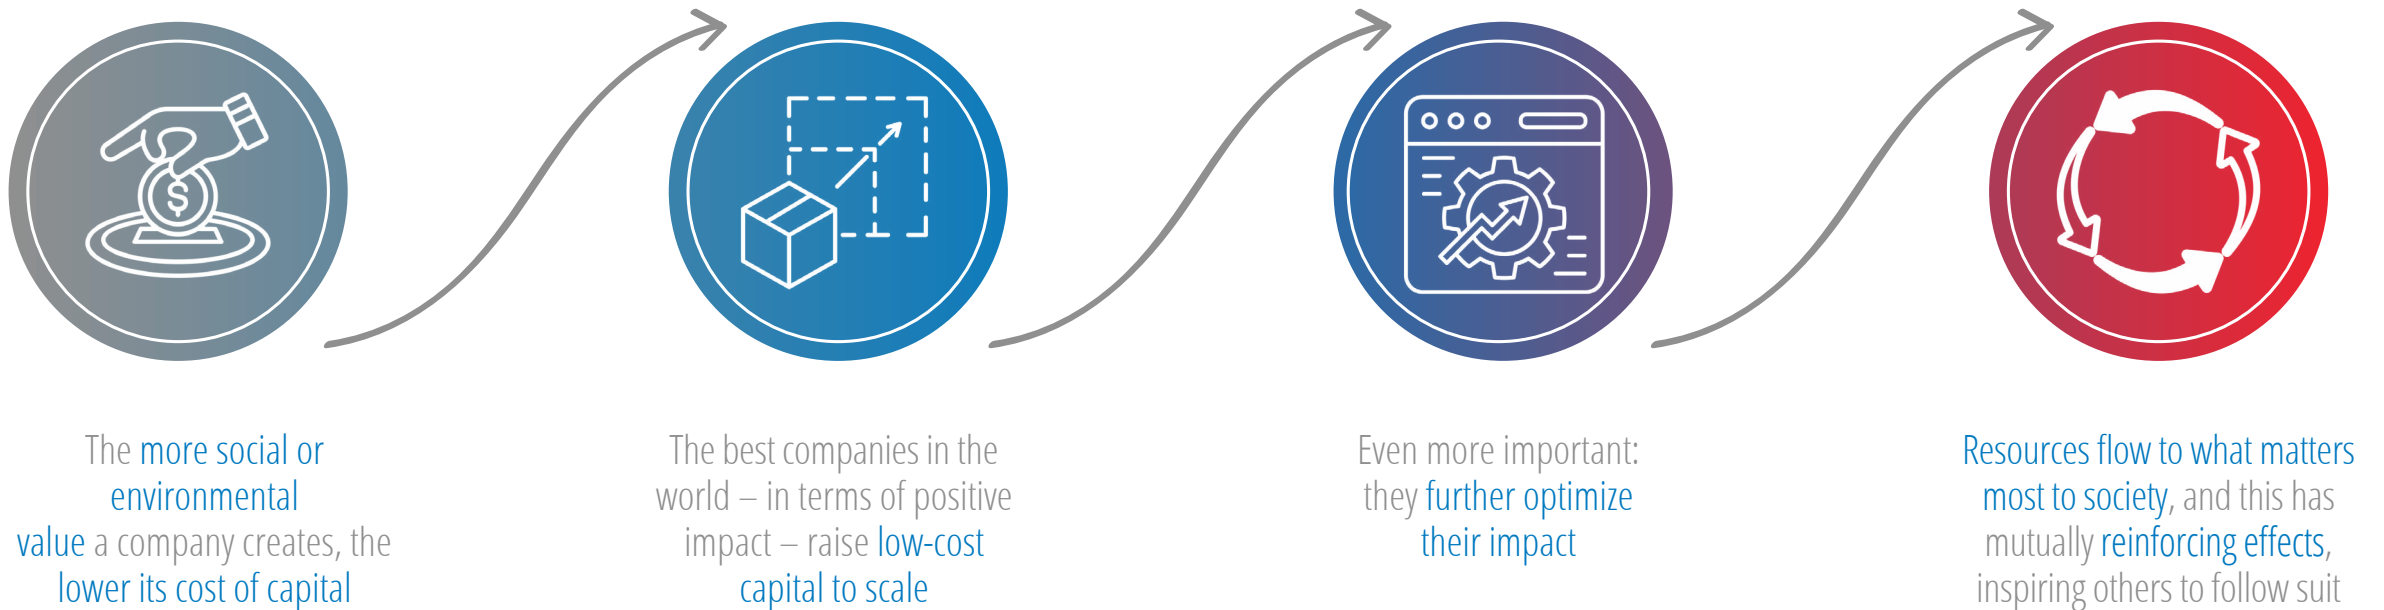 $
The more social or
environmental
value a company creates, the
lower its cost of capital
The best companies in the
world – in terms of positive
impact – raise low-cost
capital to scale
Even more important:
they further optimize
their impact
Resources flow to what matters
most to society, and this has
mutually reinforcing effects,
inspiring others to follow suit